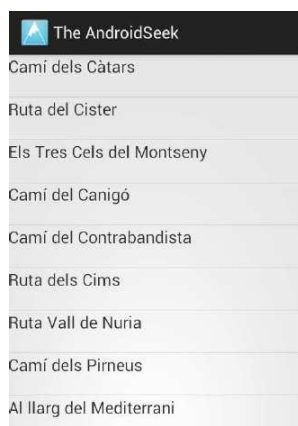 The AndroidSeek
Camí dels Càtars
Ruta del Cister
Els Tres Cels del Montseny
Camí del Canigó
Camí del Contrabandista
Ruta dels Cims
Ruta Vall de Nuria
Camí dels Pirneus
Al llarg del Mediterrani